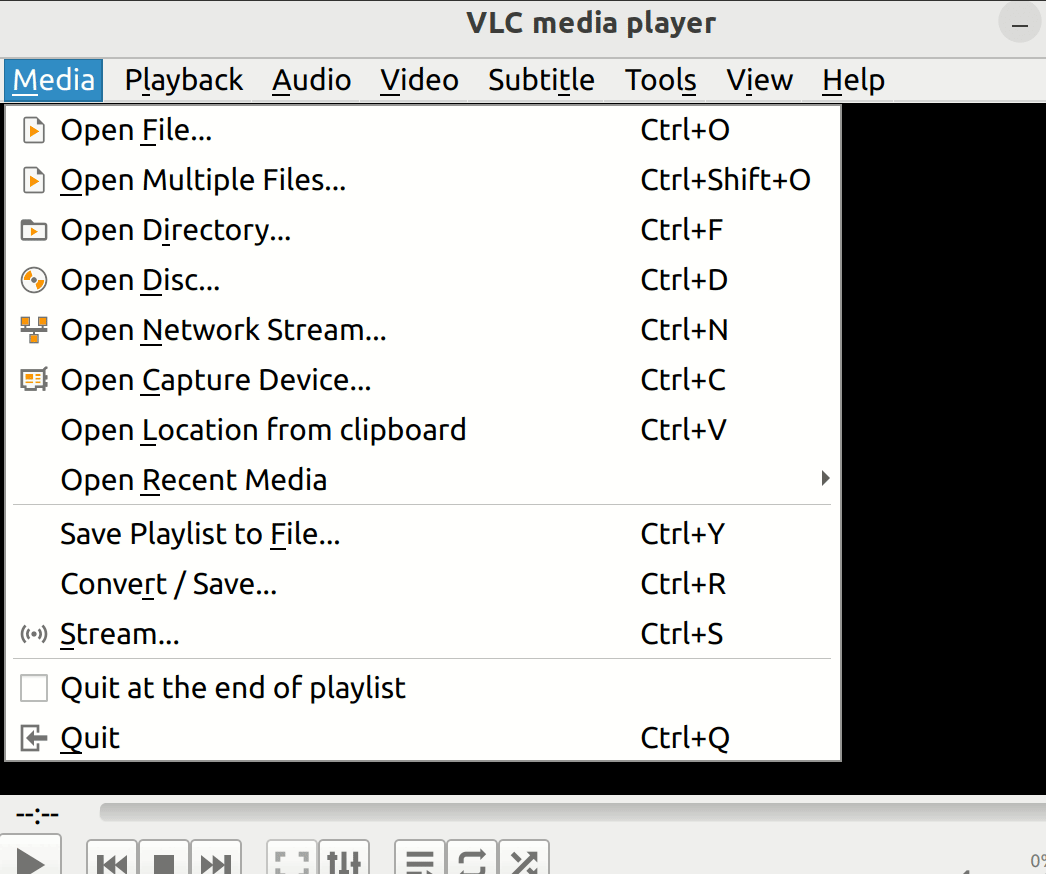 VLC media player
Media Playback Audio Video Subtitle Tools View Help
Open File... Ctrl+O
Open Multiple Files... Ctrl+Shift+O
Open Directory... Ctrl+F
Open Disc... Ctrl+D
Open Network Stream... Ctrl+N
Open Capture Device... Ctrl+C
Open Location from clipboard Ctrl+V
Open Recent Media
Save Playlist to File... Ctrl+Y
Convert / Save... Ctrl+R
Stream... Ctrl+S
Quit at the end of playlist
Quit Ctrl+Q
--:--